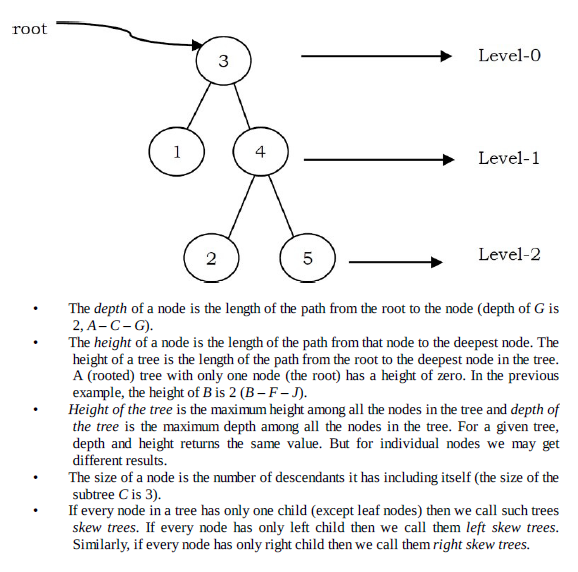 root
3
Level-0
1
4
Level-1
2
5
Level-2
• The depth of a node is the length of the path from the root to the node (depth of G is
2, A – C – G).
• The height of a node is the length of the path from that node to the deepest node. The
height of a tree is the length of the path from the root to the deepest node in the tree.
A (rooted) tree with only one node (the root) has a height of zero. In the previous
example, the height of B is 2 (B – F – J).
• Height of the tree is the maximum height among all the nodes in the tree and depth of
the tree is the maximum depth among all the nodes in the tree. For a given tree,
depth and height returns the same value. But for individual nodes we may get
different results.
• The size of a node is the number of descendants it has including itself (the size of the
subtree C is 3).
• If every node in a tree has only one child (except leaf nodes) then we call such trees
skew trees. If every node has only left child then we call them left skew trees.
Similarly, if every node has only right child then we call them right skew trees.